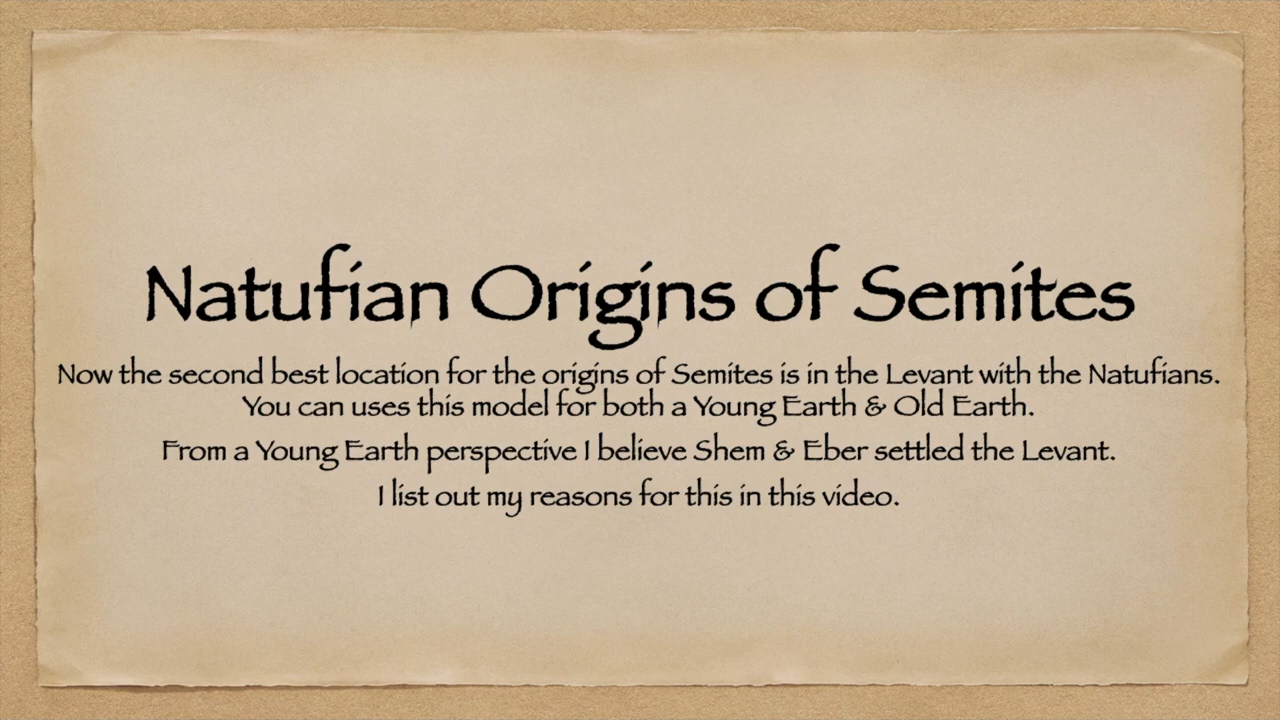 Natufian Origins of Semites
Now the second best location for the origins of Semites is in the Levant with the Natufians.
You can uses this model for both a Young Earth & Old Earth.
From a Young Earth perspective I believe Shem & Eber settled the Levant.
I list out my reasons for this in this video.